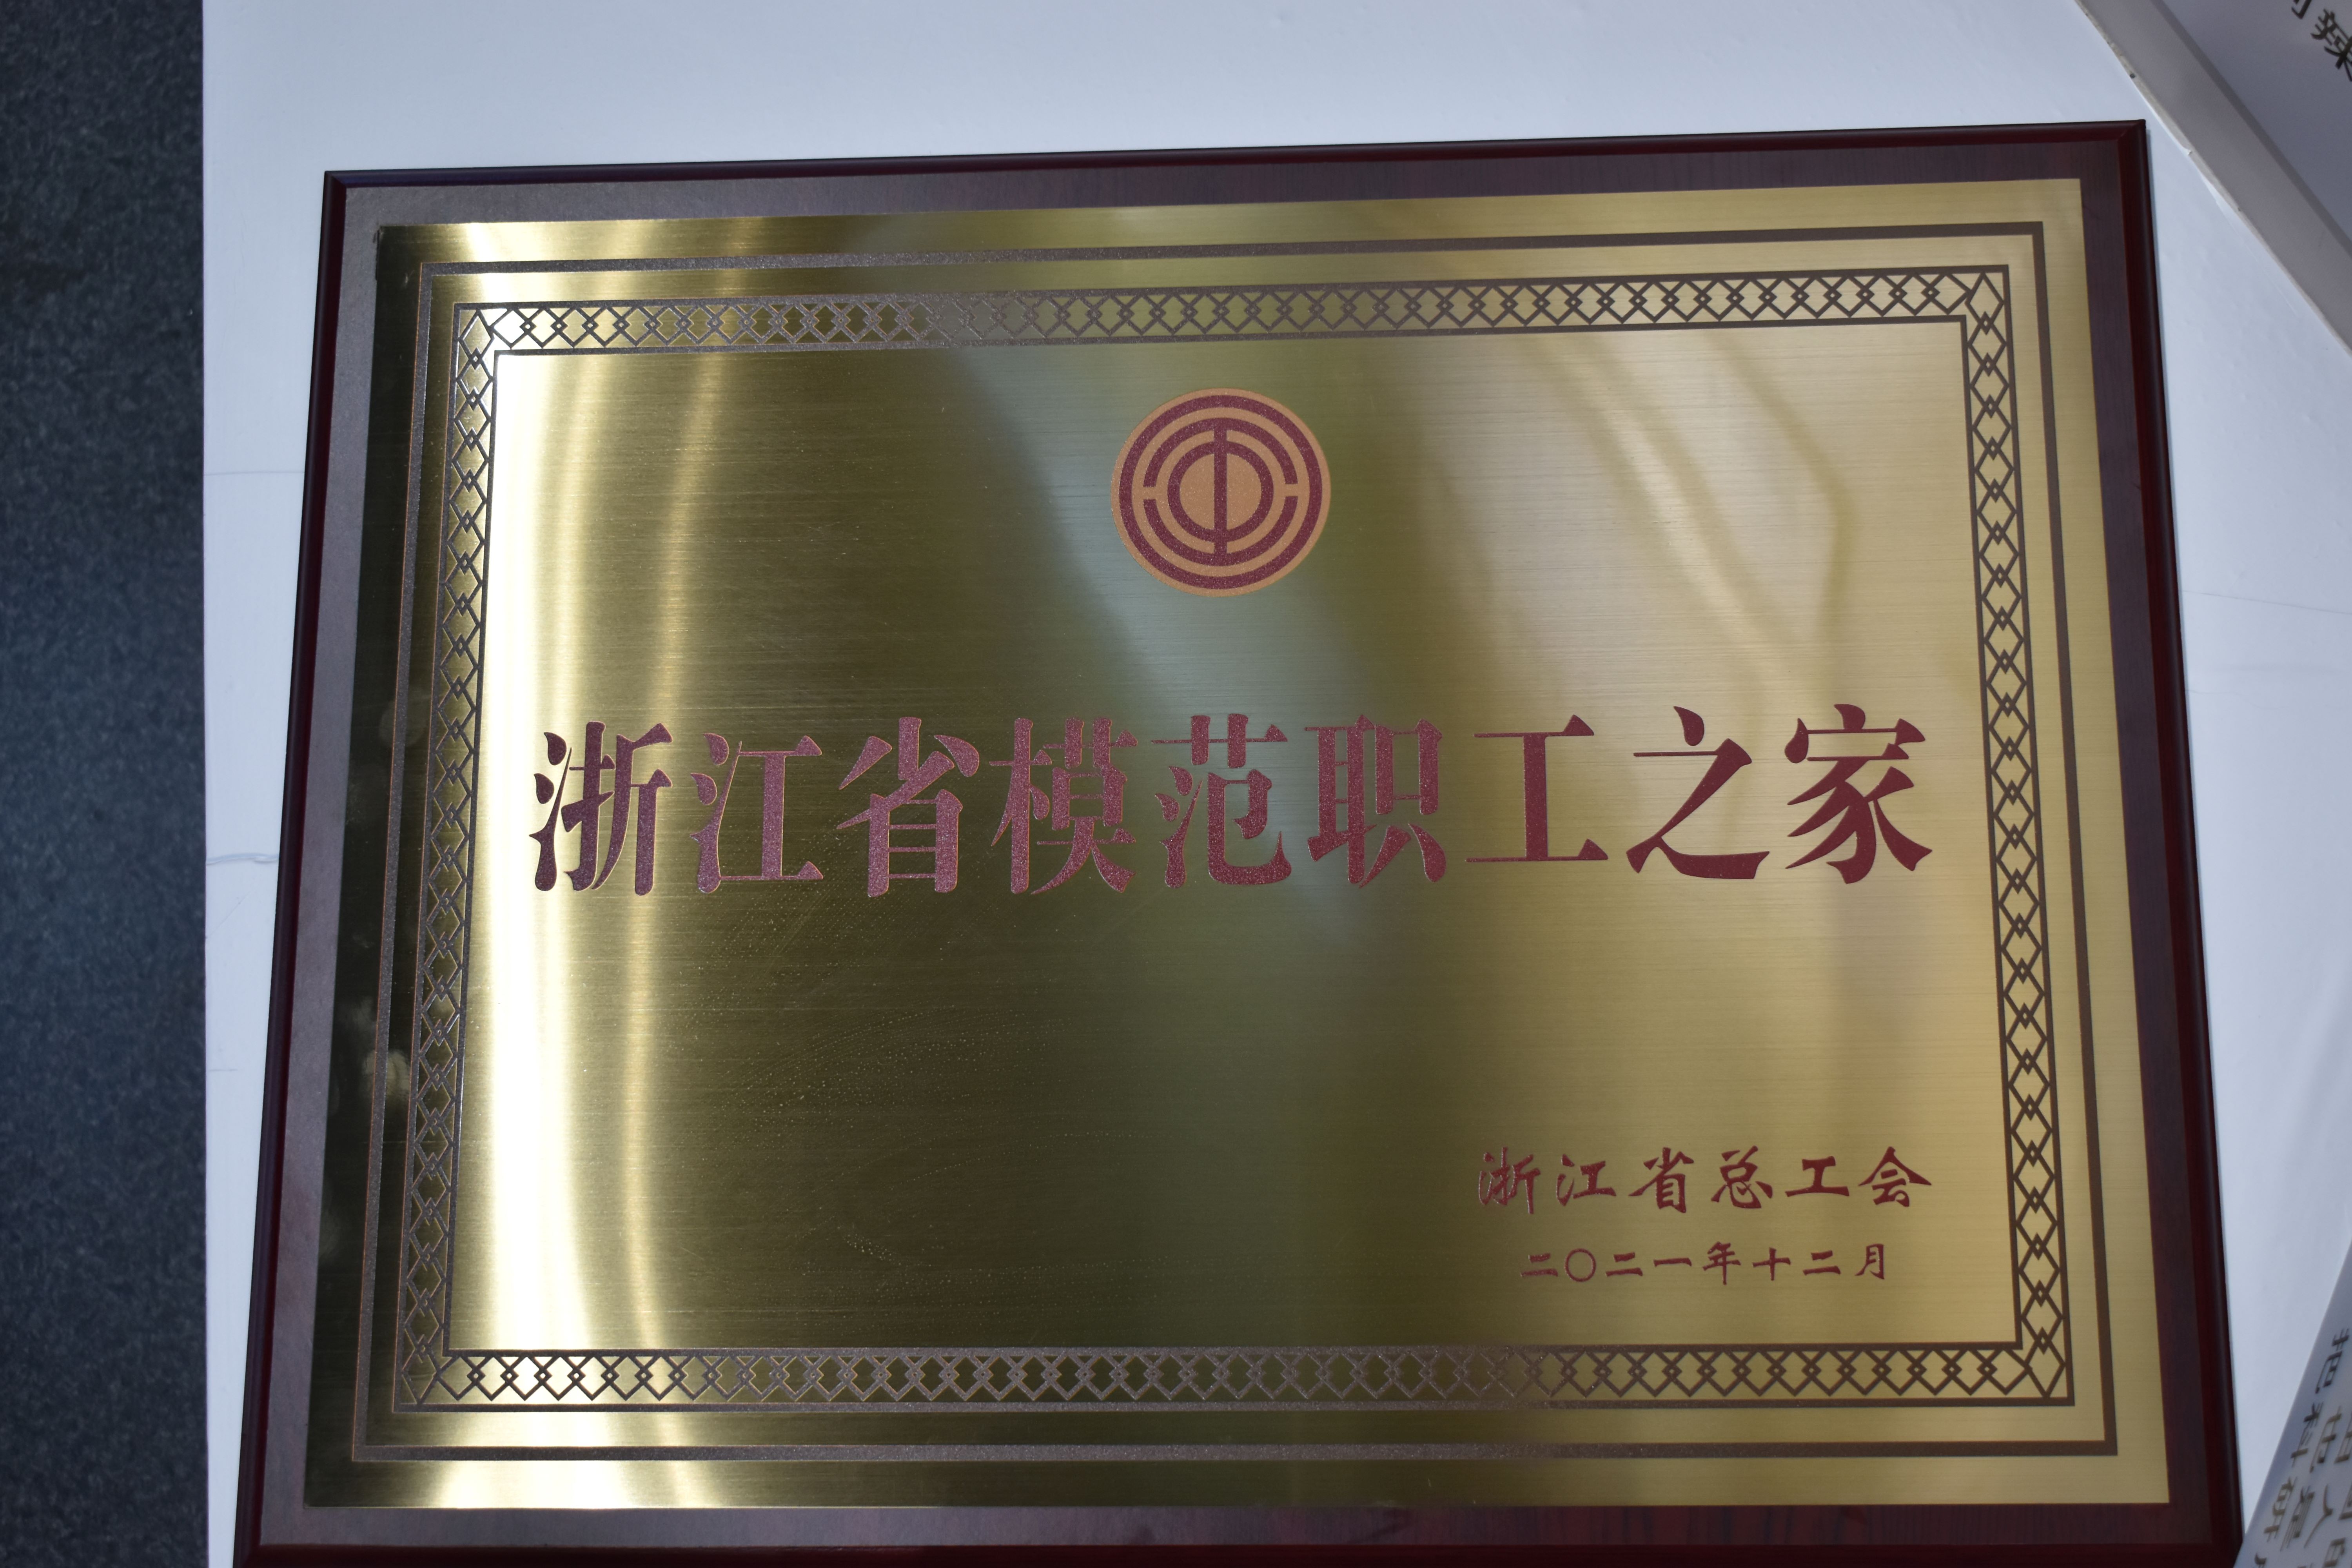 浙江省模范职工之家
浙江省总工会
二〇二一年十二月